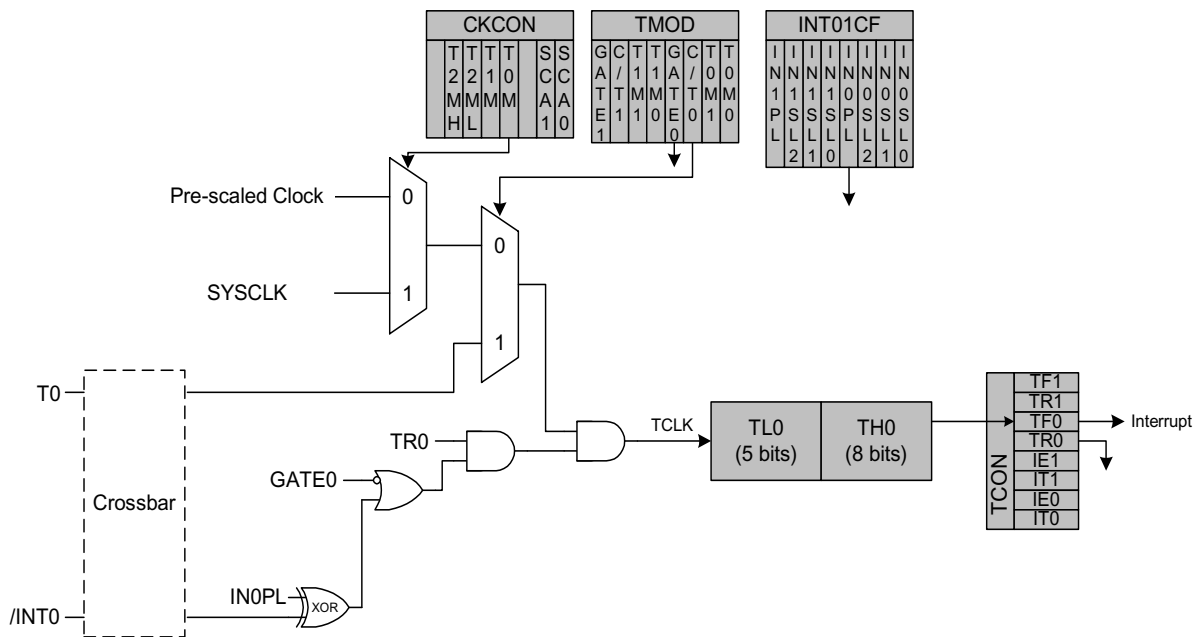 CKCON
T2MH
T2ML
T1M
T0M
SCA1
SCA0
TMOD
GATE1
C/T1
T1M1
T1M0
GATE0
C/T0
T0M1
T0M0
INT01CF
IN1PL
IN1SL2
IN1SL1
IN1SL0
IN0PL
IN0SL2
IN0SL1
IN0SL0
Pre-scaled Clock
0
SYSCLK
1
0
1
T0
Crossbar
/INT0
TR0
GATE0
IN0PL
XOR
TCLK
TL0
(5 bits)
TH0
(8 bits)
TCON
TF1
TR1
TF0
TR0
IE1
IT1
IE0
IT0
Interrupt